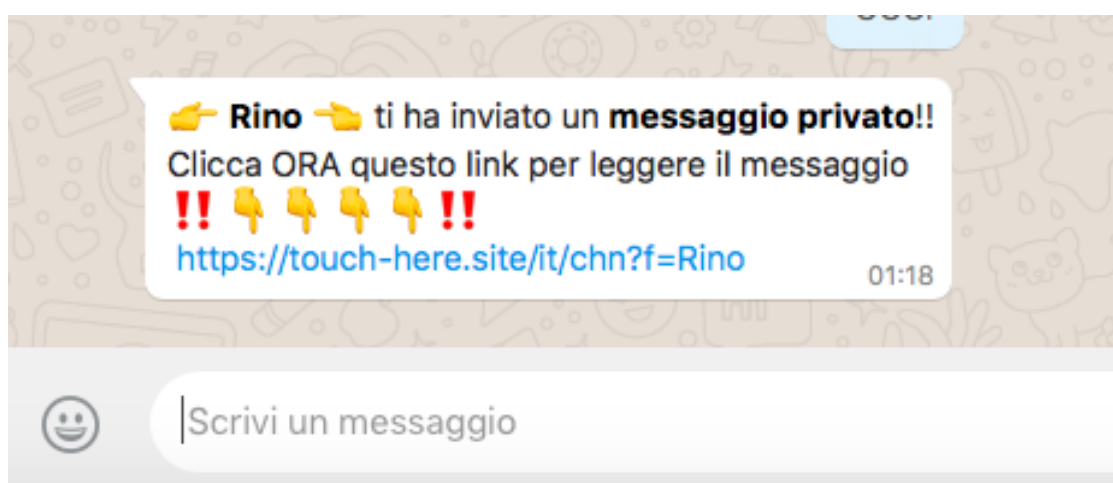 👉 Rino 👈 ti ha inviato un messaggio privato!!
Clicca ORA questo link per leggere il messaggio
‼️👇👇👇👇‼️
https://touch-here.site/it/chn?f=Rino
01:18
Scrivi un messaggio